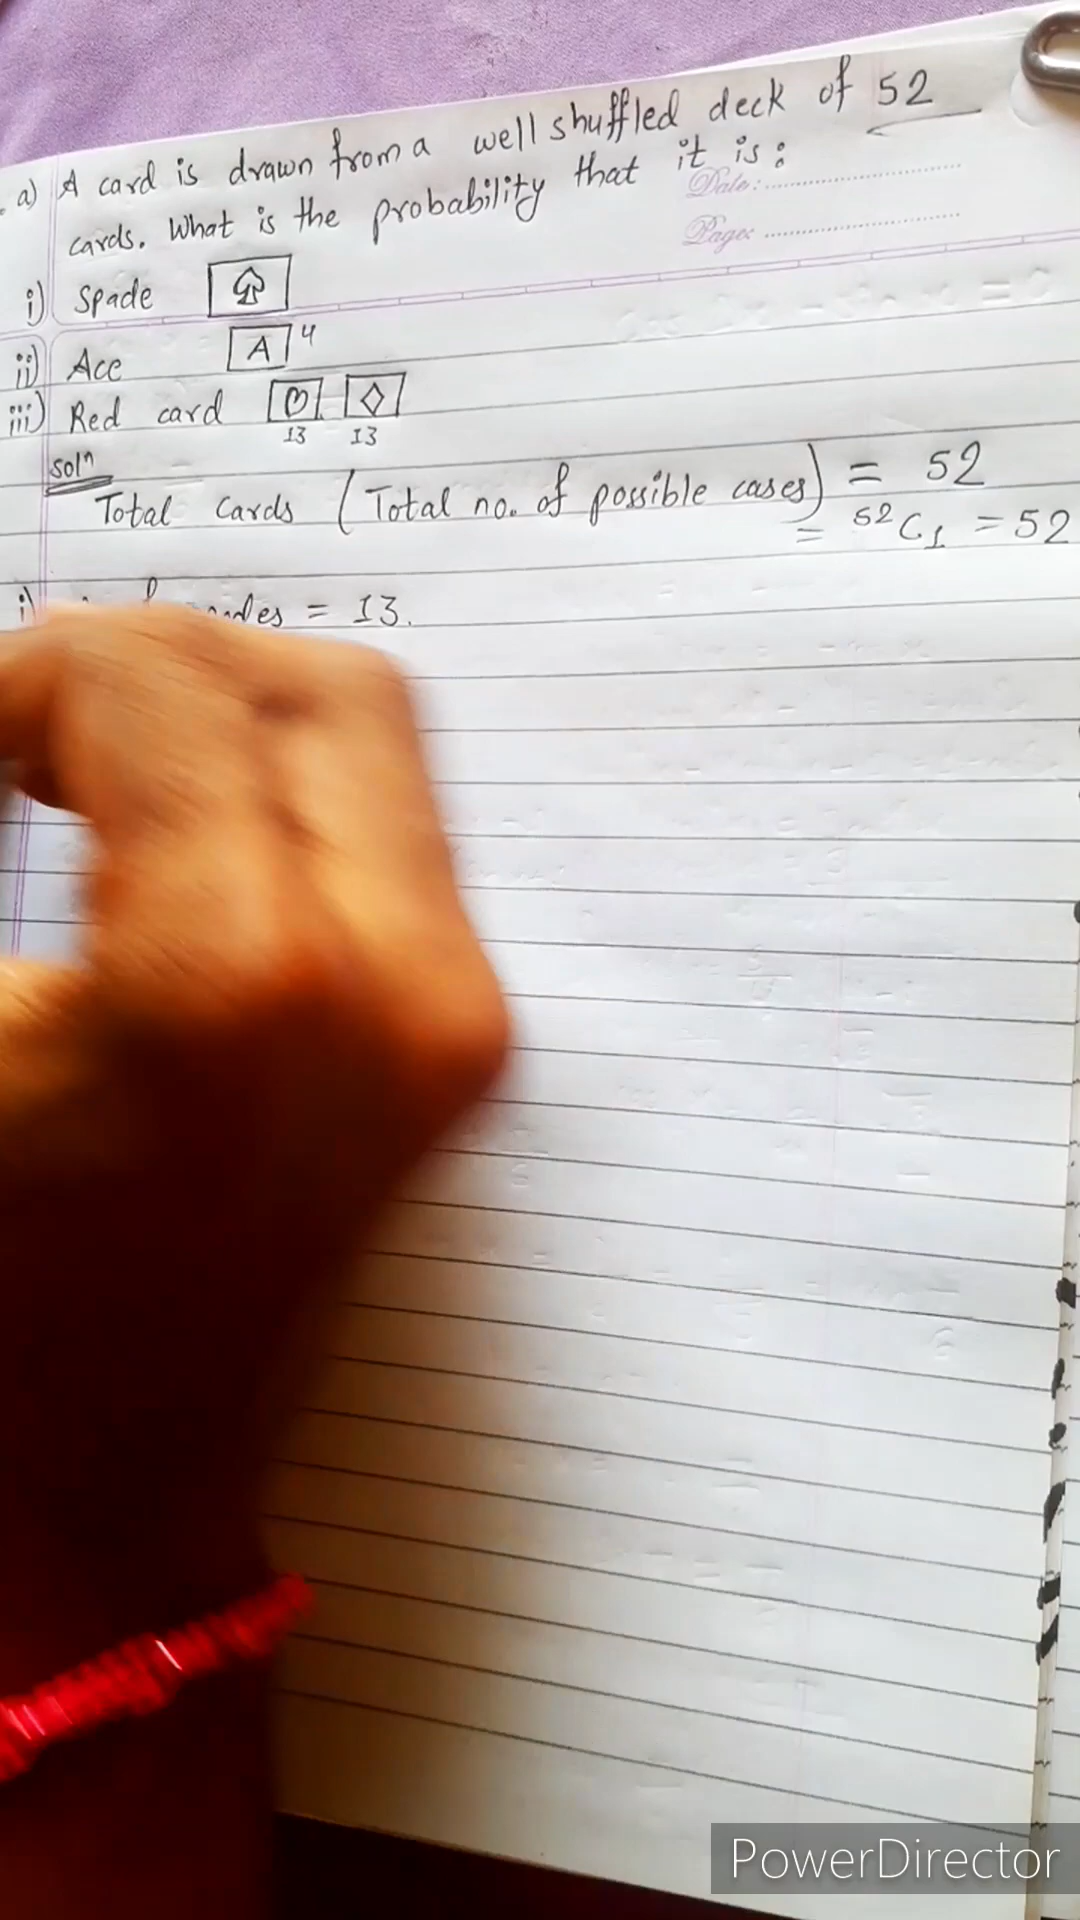 a) A card is drawn from a well shuffled deck of 52
cards. What is the probability that it is:
Date:
Page:
i) Spade
ii) Ace A 4
iii) Red card
13 13
Solⁿ
Total Cards (Total no. of possible cases) = 52
= ⁵²C₁ = 52
i) = 13.
PowerDirector